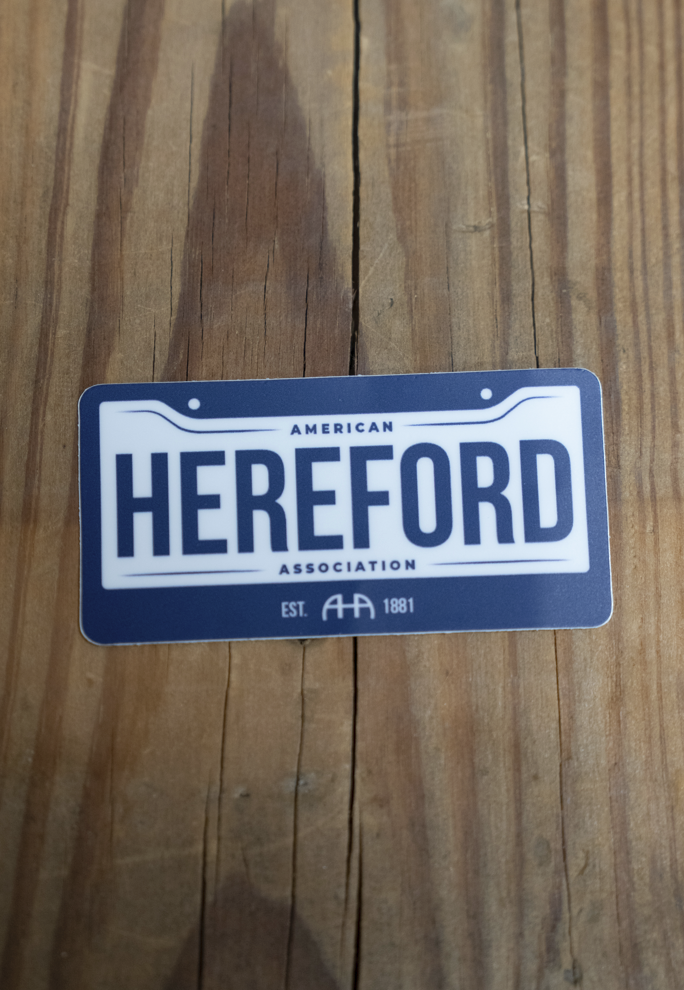 AMERICAN
HEREFORD
ASSOCIATION
EST. AHA 1881